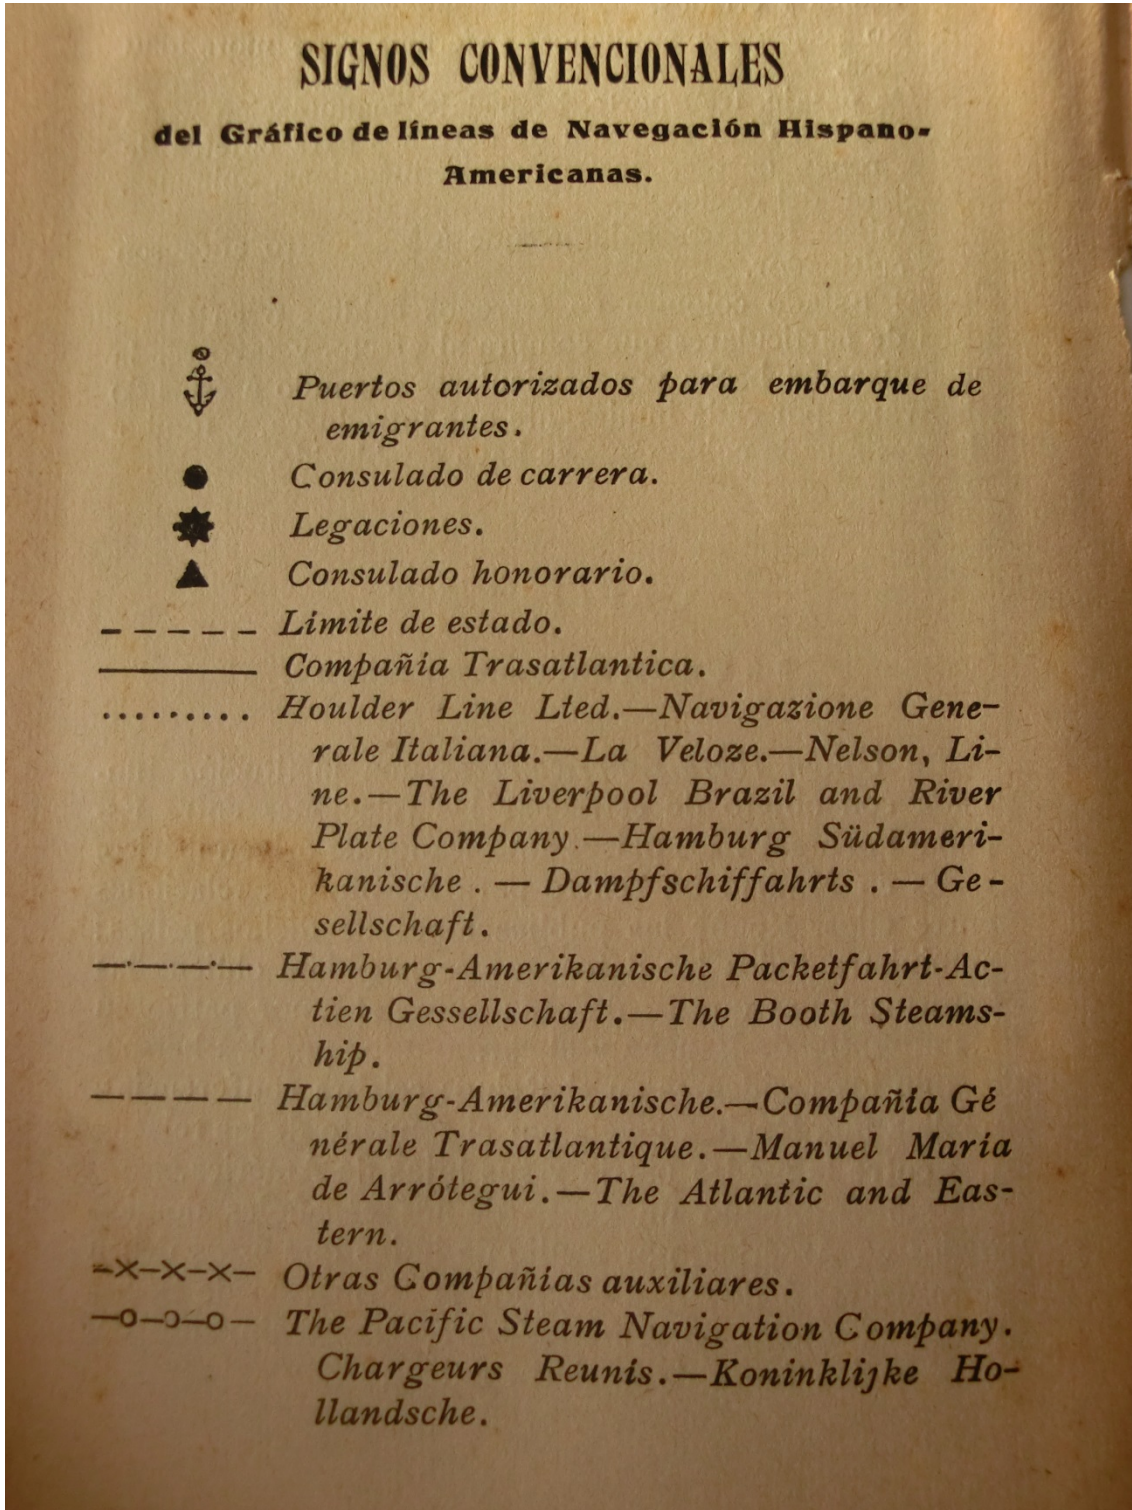 SIGNOS CONVENCIONALES
del Gráfico de líneas de Navegación Hispano-
Americanas.
Puertos autorizados para embarque de
emigrantes.
Consulado de carrera.
Legaciones.
Consulado honorario.
Límite de estado.
Compañía Trasatlantica.
Houlder Line Lted.—Navigazione Gene-
rale Italiana.—La Veloze.—Nelson, Li-
ne.—The Liverpool Brazil and River
Plate Company.—Hamburg Südameri-
kanische . — Dampfschiffahrts . — Ge-
sellschaft.
Hamburg-Amerikanische Packetfahrt-Ac-
tien Gessellschaft.—The Booth Steams-
hip.
Hamburg-Amerikanische.—Compañía Gé
nérale Trasatlantique.—Manuel María
de Arrótegui.—The Atlantic and Eas-
tern.
Otras Compañías auxiliares.
The Pacific Steam Navigation Company.
Chargeurs Reunis.—Koninklijke Ho-
llandsche.